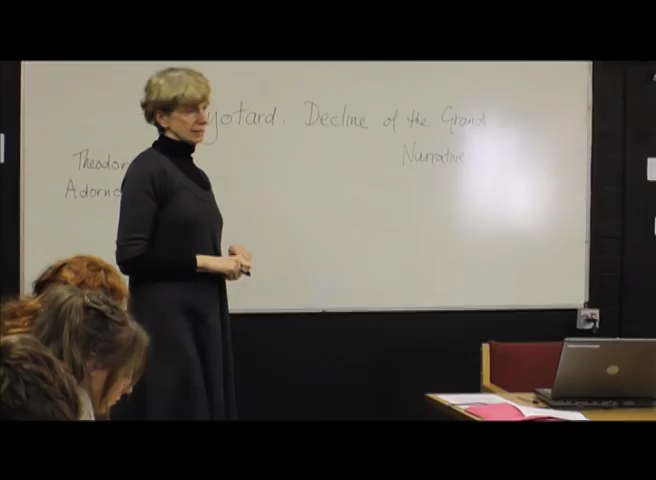 yotard. Decline of the Grand
Narrative
Theodor
Adorno